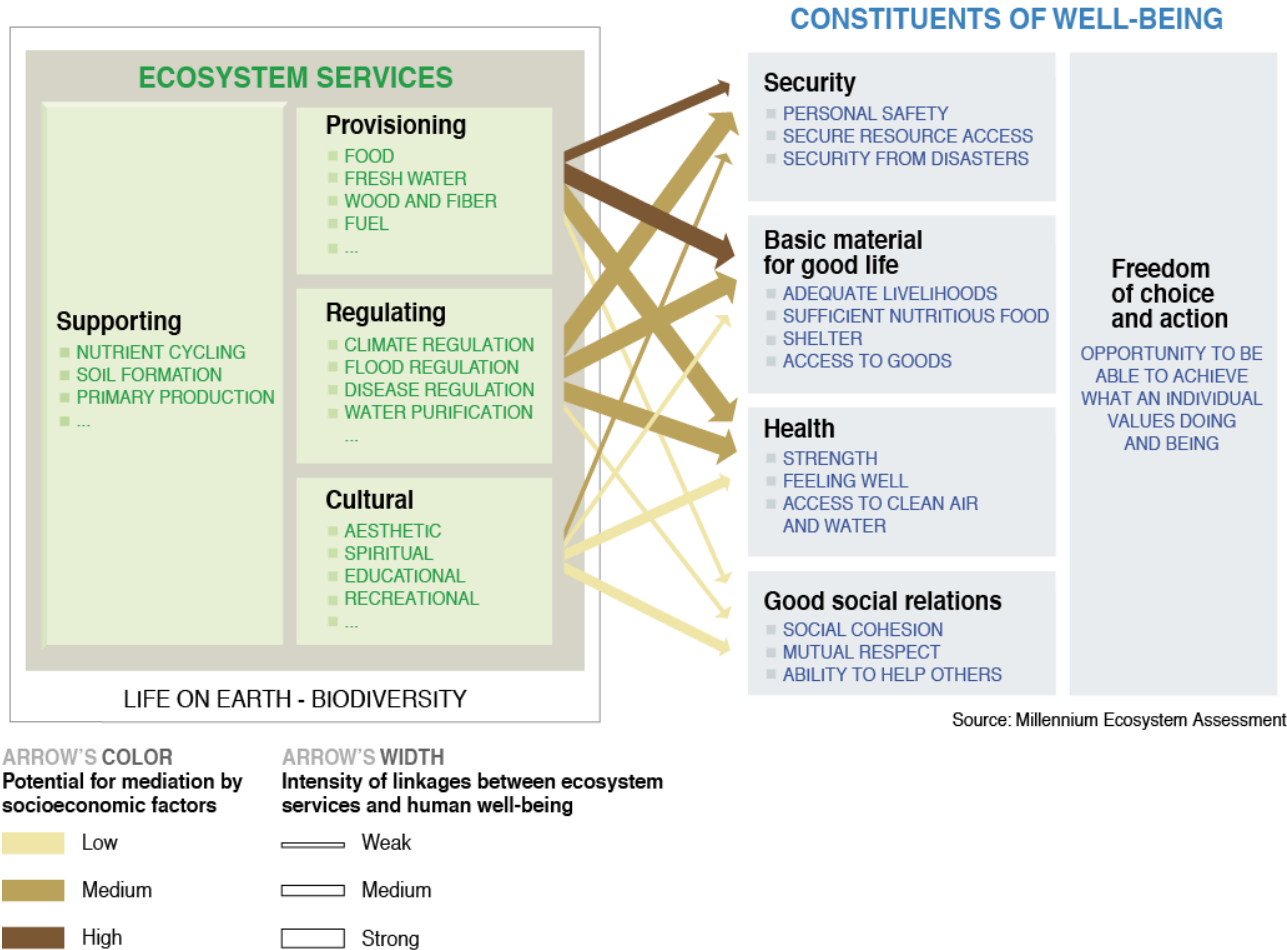 CONSTITUENTS OF WELL-BEING
ECOSYSTEM SERVICES
Supporting
NUTRIENT CYCLING
SOIL FORMATION
PRIMARY PRODUCTION
...
Provisioning
FOOD
FRESH WATER
WOOD AND FIBER
FUEL
...
Regulating
CLIMATE REGULATION
FLOOD REGULATION
DISEASE REGULATION
WATER PURIFICATION
...
Cultural
AESTHETIC
SPIRITUAL
EDUCATIONAL
RECREATIONAL
...
LIFE ON EARTH - BIODIVERSITY
Security
PERSONAL SAFETY
SECURE RESOURCE ACCESS
SECURITY FROM DISASTERS
Basic material
for good life
ADEQUATE LIVELIHOODS
SUFFICIENT NUTRITIOUS FOOD
SHELTER
ACCESS TO GOODS
Health
STRENGTH
FEELING WELL
ACCESS TO CLEAN AIR
AND WATER
Good social relations
SOCIAL COHESION
MUTUAL RESPECT
ABILITY TO HELP OTHERS
Freedom
of choice
and action
OPPORTUNITY TO BE
ABLE TO ACHIEVE
WHAT AN INDIVIDUAL
VALUES DOING
AND BEING
Source: Millennium Ecosystem Assessment
ARROW'S COLOR
Potential for mediation by
socioeconomic factors
Low
Medium
High
ARROW'S WIDTH
Intensity of linkages between ecosystem
services and human well-being
Weak
Medium
Strong